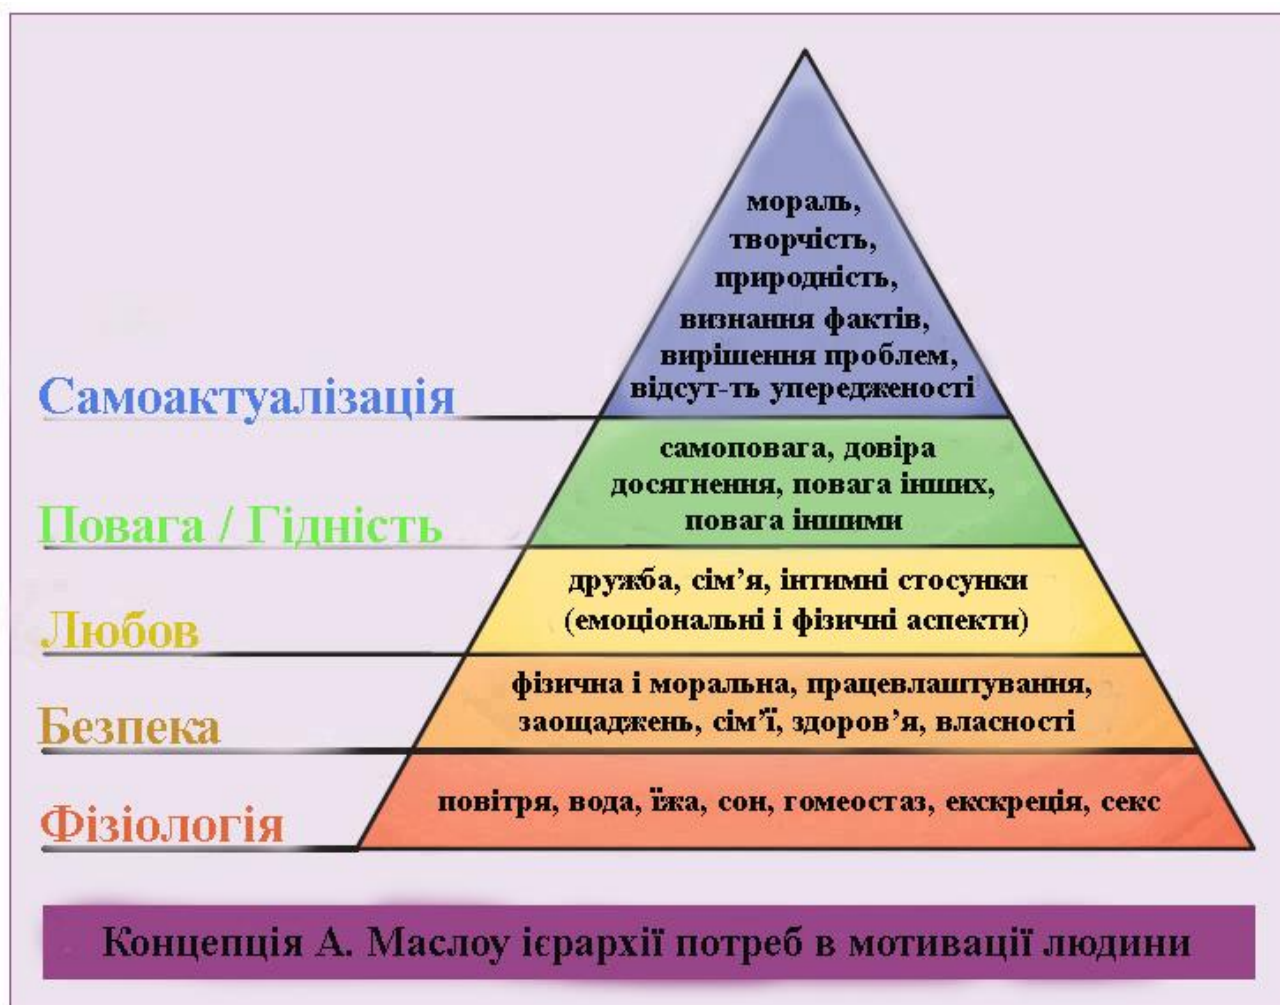 мораль,
творчість,
природність,
визнання фактів,
вирішення проблем,
відсут-ть упередженості
Самоактуалізація
самоповага, довіра
досягнення, повага інших,
повага іншими
Повага / Гідність
дружба, сім’я, інтимні стосунки
(емоціональні і фізичні аспекти)
Любов
фізична і моральна, працевлаштування,
заощаджень, сім’ї, здоров’я, власності
Безпека
повітря, вода, їжа, сон, гомеостаз, екскреція, секс
Фізіологія
Концепція А. Маслоу ієрархії потреб в мотивації людини